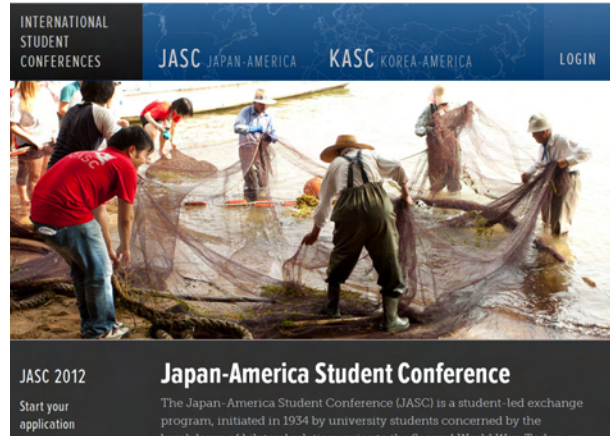 INTERNATIONAL
STUDENT
CONFERENCES
JASC JAPAN-AMERICA
KASC KOREA-AMERICA
LOGIN
JASC
JASC 2012
Start your
application
Japan-America Student Conference
The Japan-America Student Conference (JASC) is a student-led exchange
program, initiated in 1934 by university students concerned by the